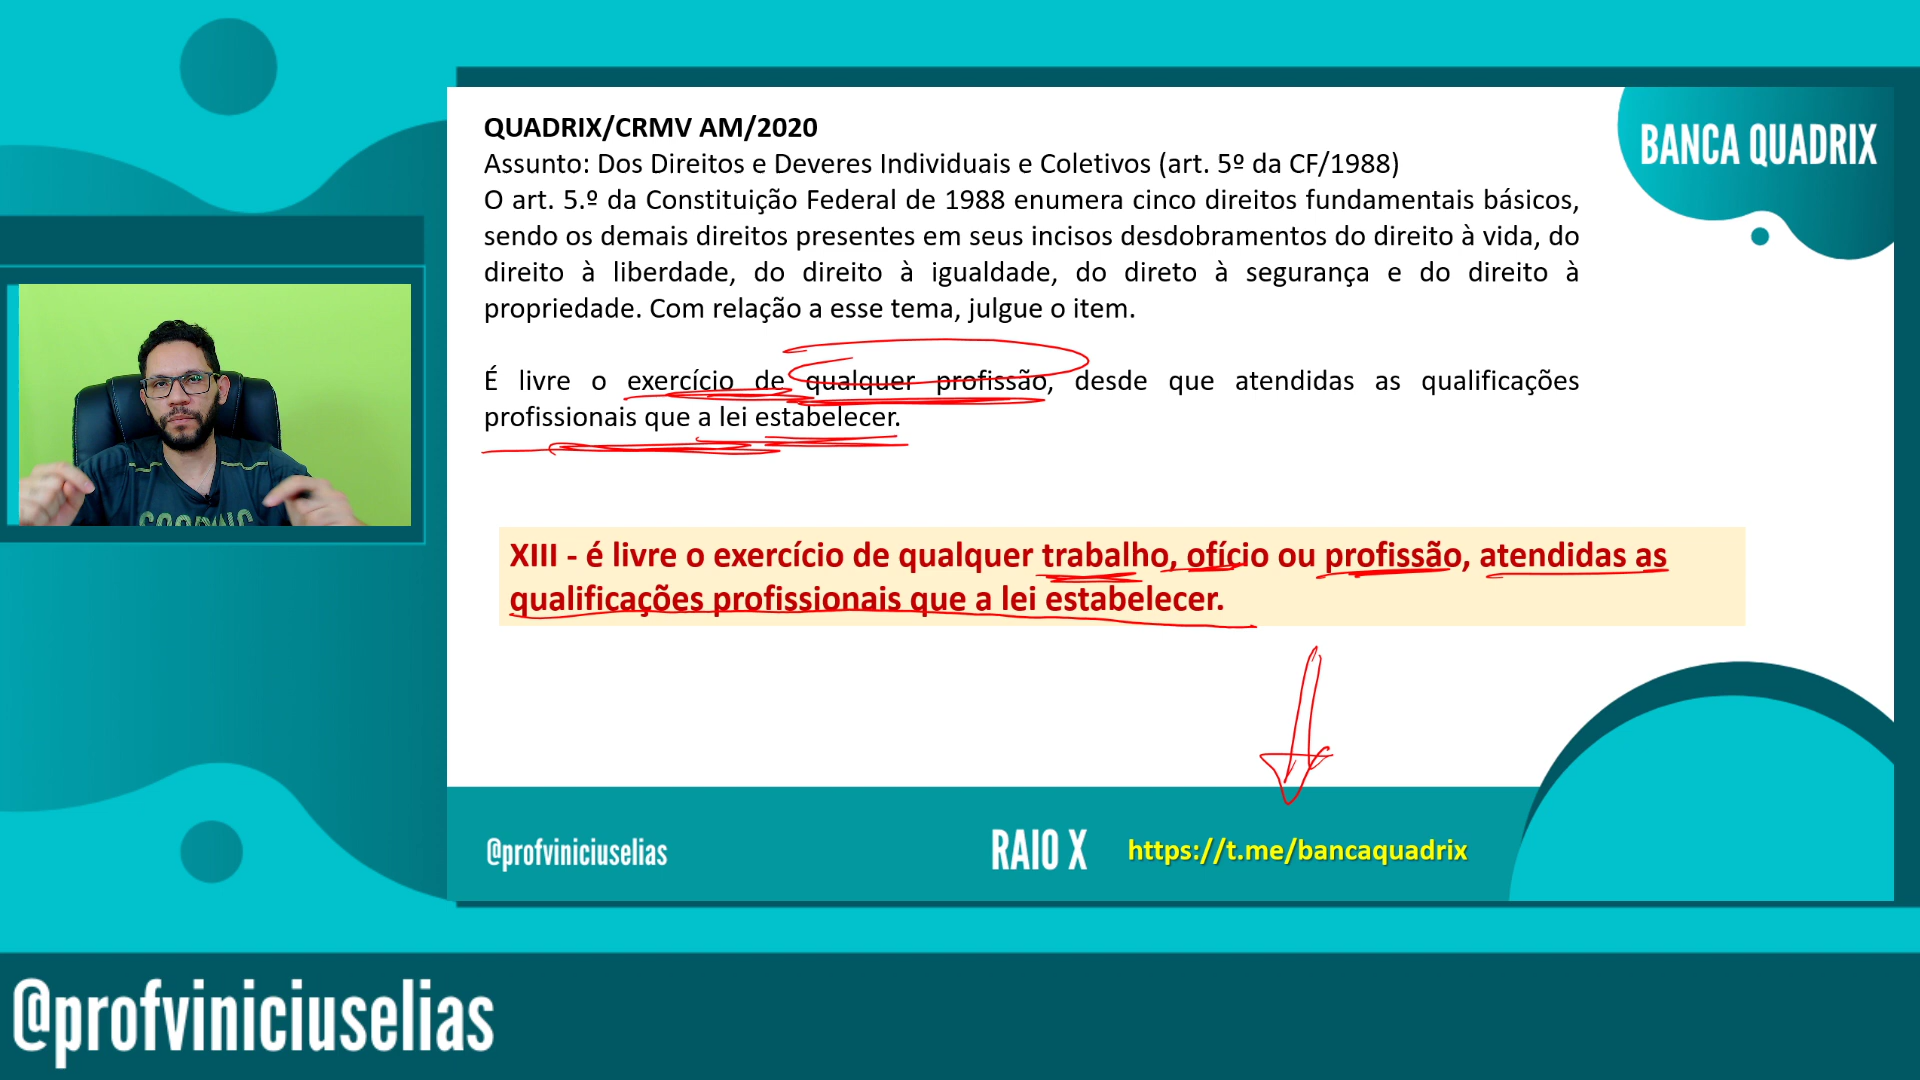 QUADRIX/CRMV AM/2020
Assunto: Dos Direitos e Deveres Individuais e Coletivos (art. 5º da CF/1988)
O art. 5.º da Constituição Federal de 1988 enumera cinco direitos fundamentais básicos,
sendo os demais direitos presentes em seus incisos desdobramentos do direito à vida, do
direito à liberdade, do direito à igualdade, do direto à segurança e do direito à
propriedade. Com relação a esse tema, julgue o item.
É livre o exercício de qualquer profissão, desde que atendidas as qualificações
profissionais que a lei estabelecer.
BANCA QUADRIX
XIII - é livre o exercício de qualquer trabalho, ofício ou profissão, atendidas as
qualificações profissionais que a lei estabelecer.
@profviniciuselias
RAIO X
https://t.me/bancaquadrix
@profviniciuselias